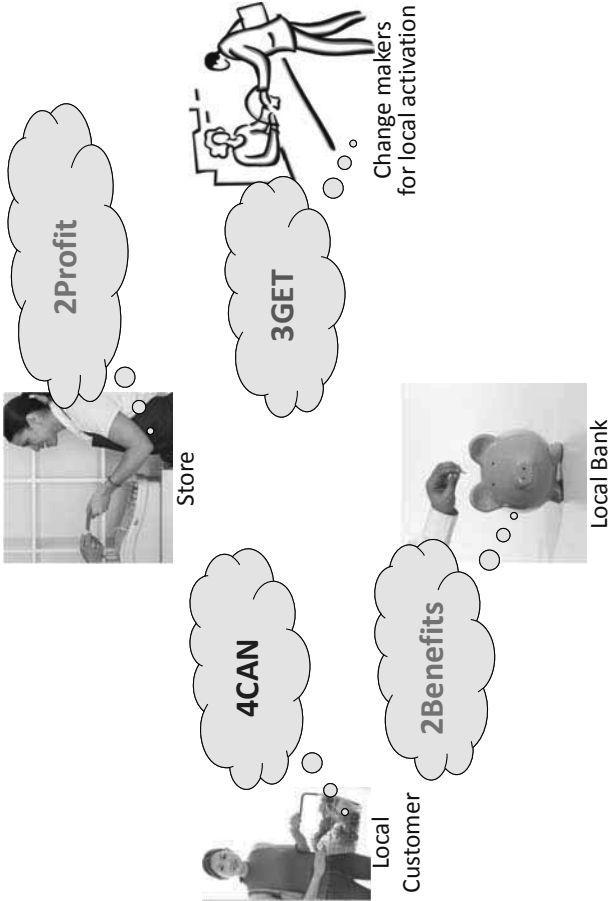 2Profit
Store
4CAN
3GET
Local
Customer
Change makers
for local activation
2Benefits
Local Bank